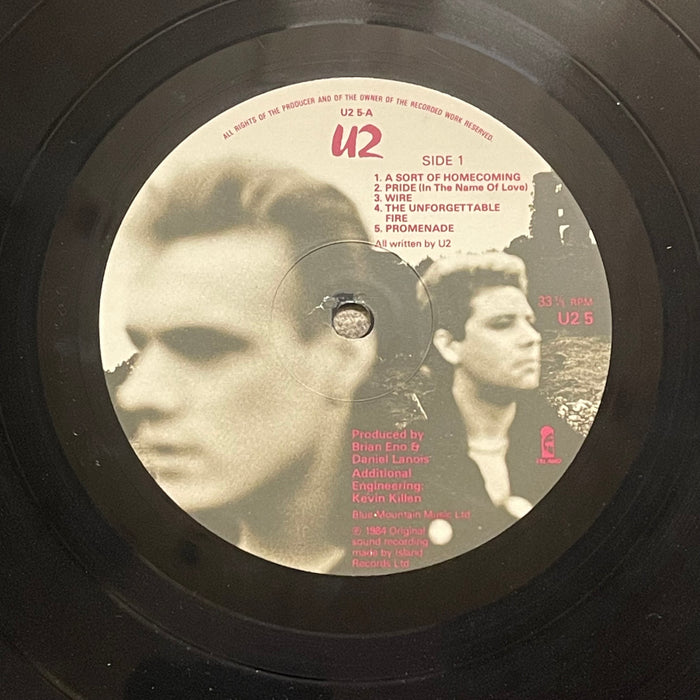 ALL RIGHTS OF THE PRODUCER AND OF THE OWNER OF THE RECORDED WORK RESERVED.
U2 5-A
U2
SIDE 1
1. A SORT OF HOMECOMING
2. PRIDE (In The Name Of Love)
3. WIRE
4. THE UNFORGETTABLE
FIRE
5. PROMENADE
All written by U2
33⅓ RPM
U2 5
Produced by
Brian Eno &
Daniel Lanois
Additional
Engineering:
Kevin Killen
Blue Mountain Music Ltd
ISLAND
℗ 1984 Original
sound recording
made by Island
Records Ltd.